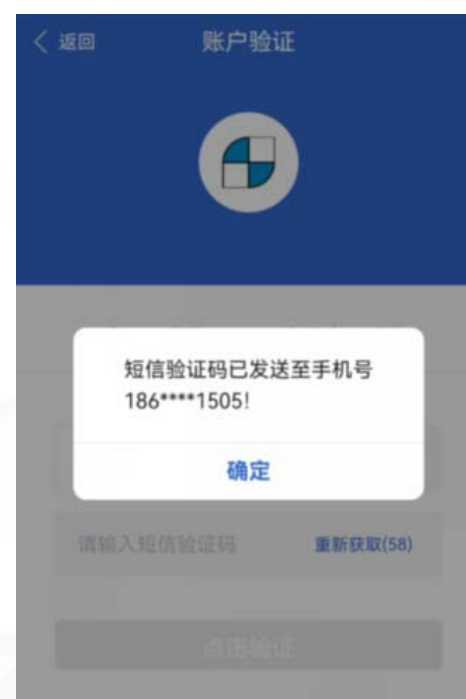 返回
账户验证
短信验证码已发送至手机号
186****1505!
确定
请输入短信验证码
重新获取(58)
点击验证